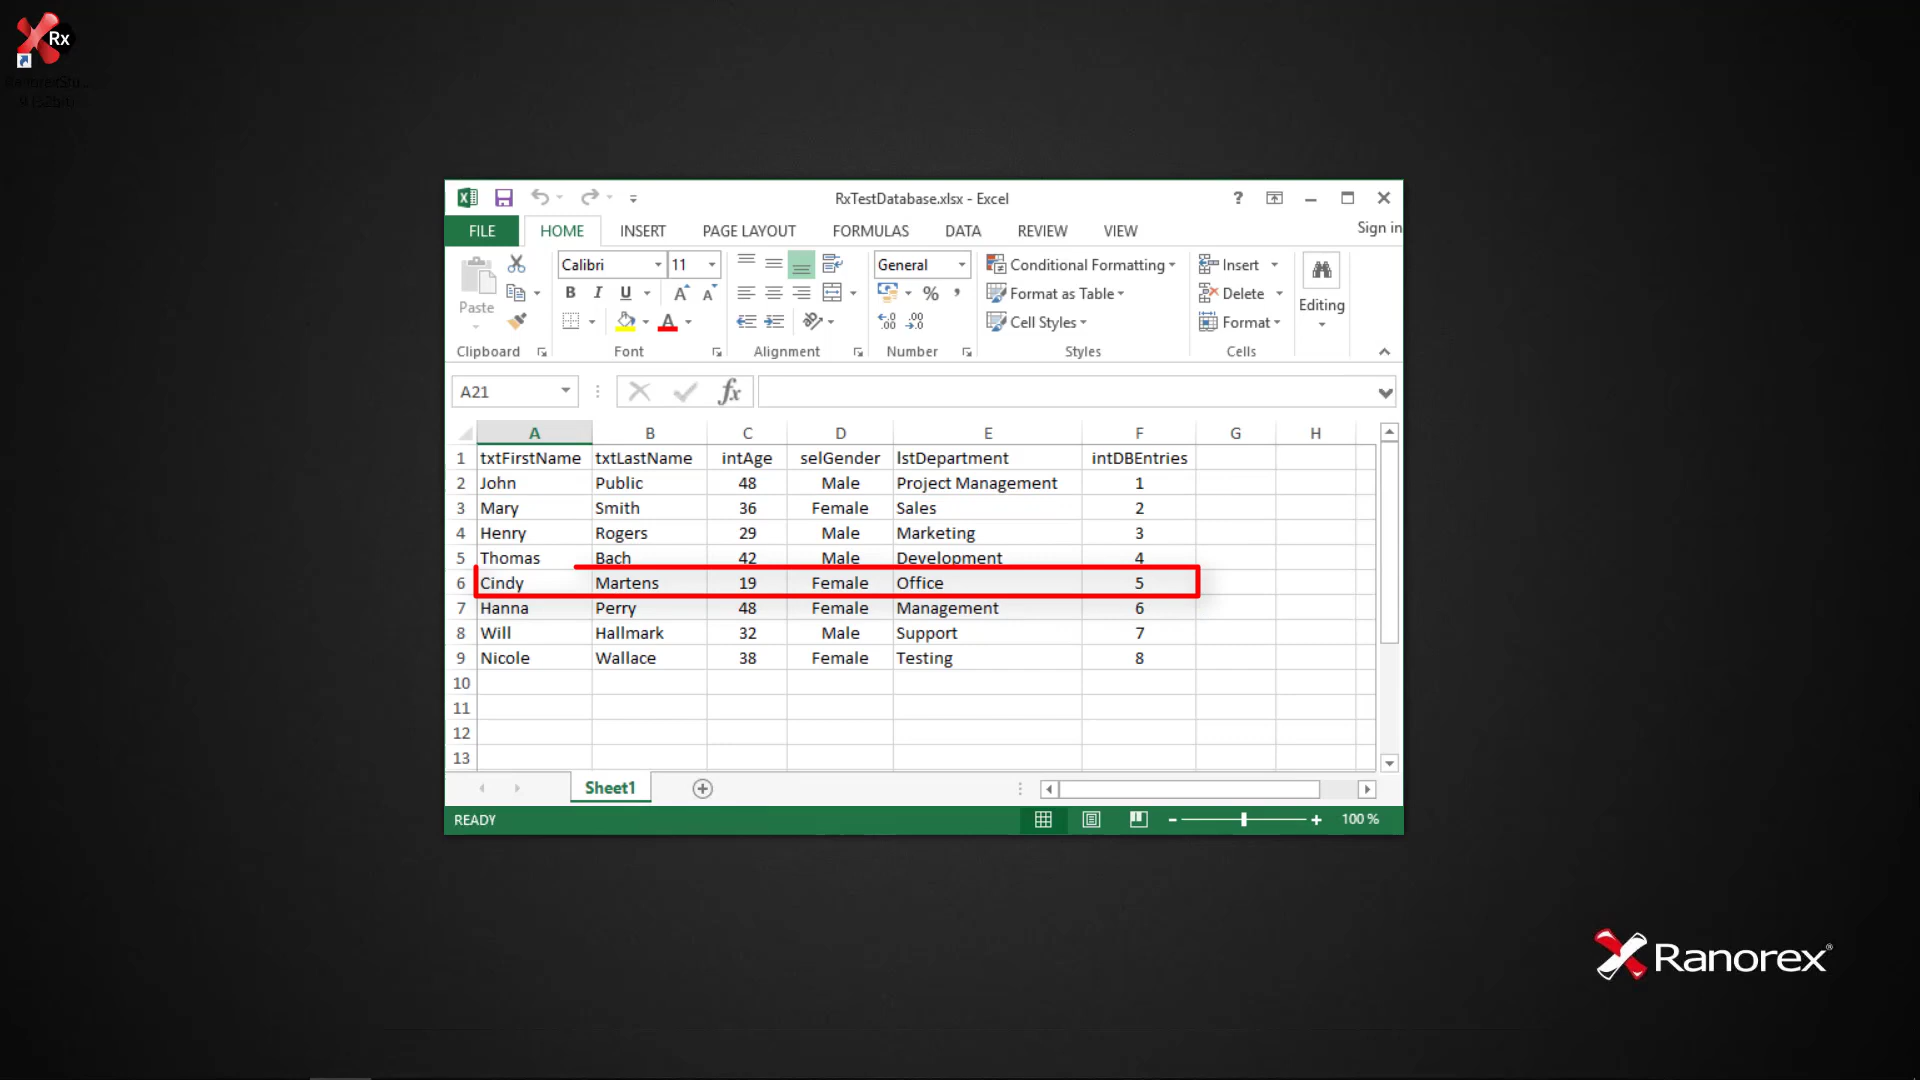 Rx
RxTestDatabase.xlsx - Excel
FILE HOME INSERT PAGE LAYOUT FORMULAS DATA REVIEW VIEW Sign in
Calibri 11 General Conditional Formatting Insert
Paste B I U A A % Format as Table Delete Editing
A Cell Styles Format
Clipboard Font Alignment Number Styles Cells
A21 fx
A B C D E F G H
1 txtFirstName txtLastName intAge selGender lstDepartment intDBEntries
2 John Public 48 Male Project Management 1
3 Mary Smith 36 Female Sales 2
4 Henry Rogers 29 Male Marketing 3
5 Thomas Bach 42 Male Development 4
6 Cindy Martens 19 Female Office 5
7 Hanna Perry 48 Female Management 6
8 Will Hallmark 32 Male Support 7
9 Nicole Wallace 38 Female Testing 8
10
11
12
13
Sheet1
READY 100 %
Ranorex®